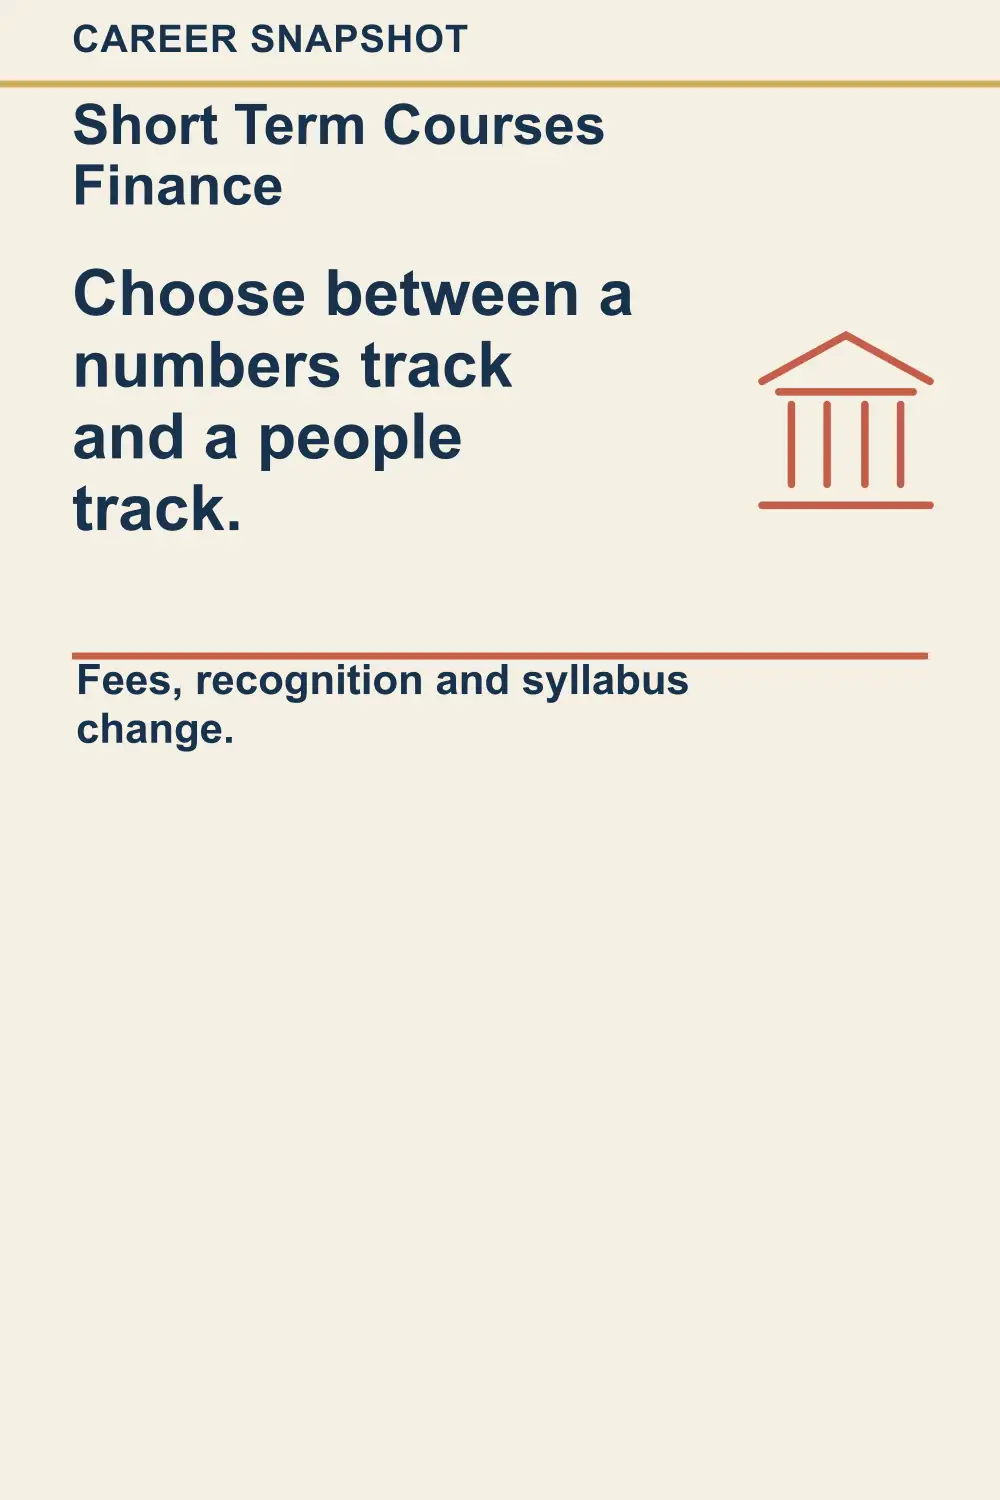 CAREER SNAPSHOT
Short Term Courses
Finance
Choose between a
numbers track
and a people
track.
Fees, recognition and syllabus
change.